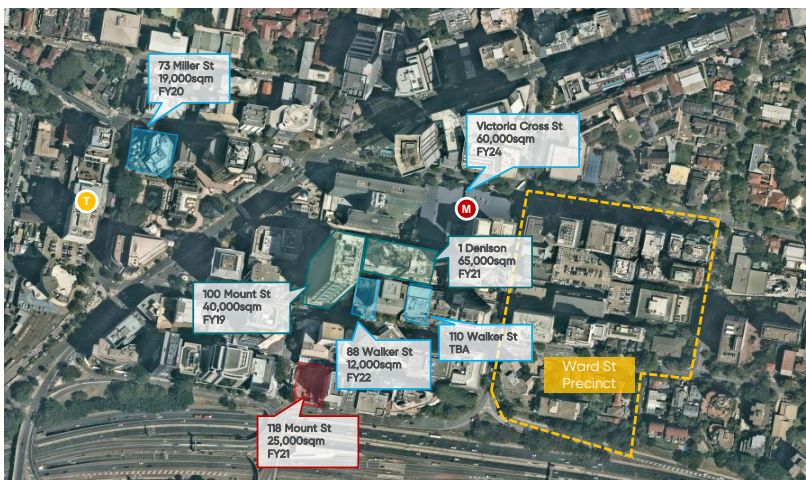 73 Miller St
19,000sqm
FY20
Victoria Cross St
60,000sqm
FY24
T
M
1 Denison
65,000sqm
FY21
100 Mount St
40,000sqm
FY19
110 Walker St
TBA
88 Walker St
12,000sqm
FY22
Ward St
Precinct
118 Mount St
25,000sqm
FY21